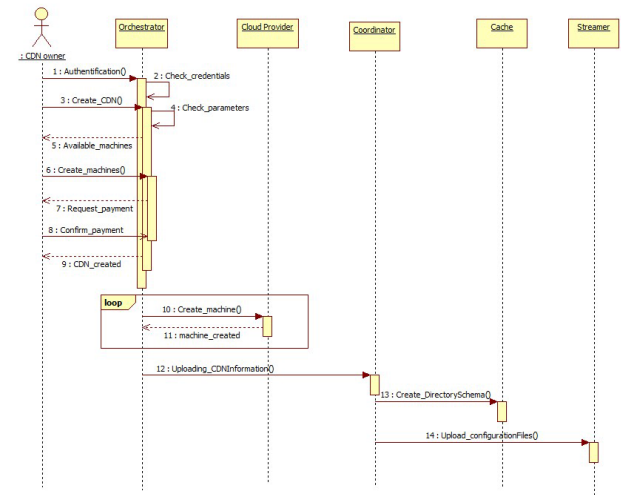 Orchestrator
Cloud Provider
Coordinator
Cache
Streamer
: CDN owner
1 : Authentification()
2 : Check_credentials
3 : Create_CDN()
4 : Check_parameters
5 : Available_machines
6 : Create_machines()
7 : Request_payment
8 : Confirm_payment
9 : CDN_created
loop
10 : Create_machine()
11 : machine_created
12 : Uploading_CDNInformation()
13 : Create_DirectorySchema()
14 : Upload_configurationFiles()